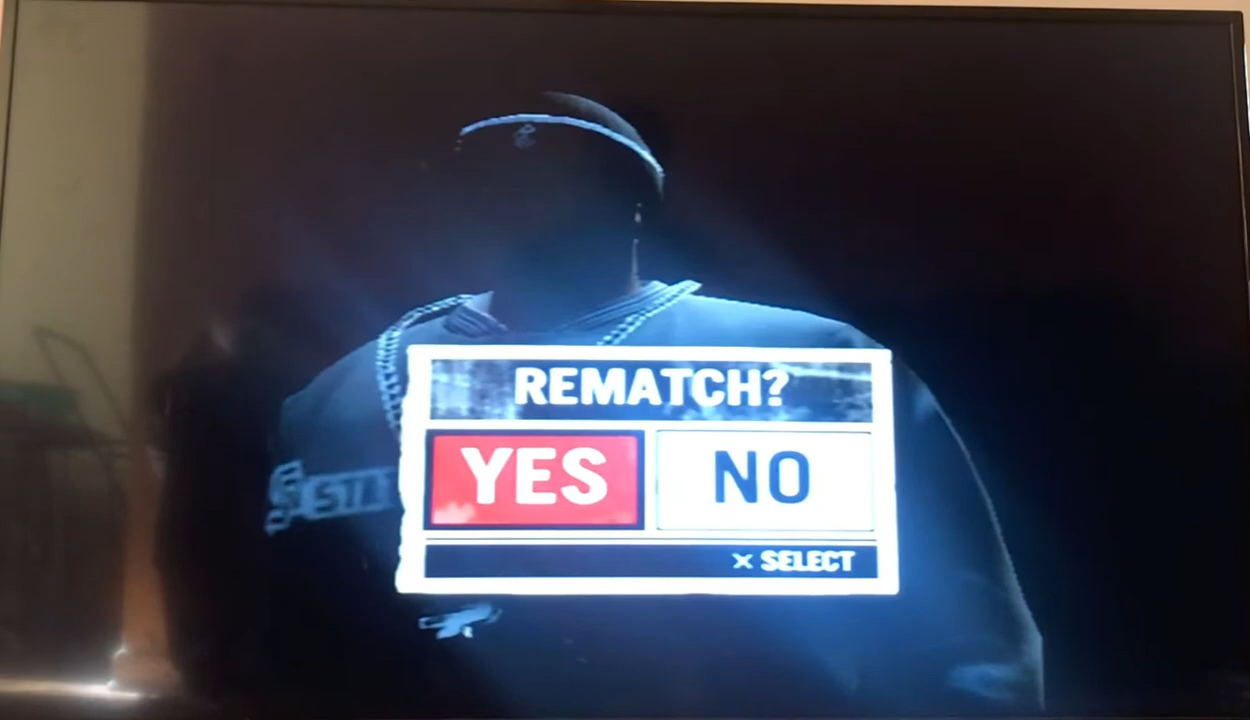 REMATCH?
YES NO
× SELECT